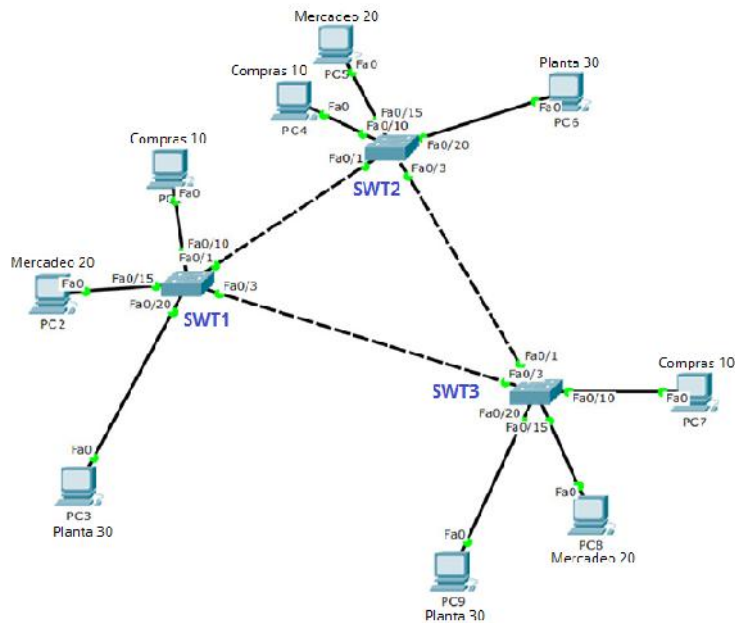 Mercadeo 20
Fa0
PC5
Compras 10
Fa0
PC4
Fa0/15
Fa0/10
Fa0/1
SWT2
Fa0/20
Fa0/3
Planta 30
Fa0
PC6
Compras 10
Fa0
Fa0/10
Fa0/1
Mercadeo 20
Fa0
PC2
Fa0/15
Fa0/20
Fa0/3
SWT1
Fa0
PC3
Planta 30
Fa0/1
Fa0/3
SWT3
Fa0/20
Fa0/15
Fa0/10
Compras 10
Fa0
PC7
Fa0
PC8
Mercadeo 20
Fa0
PC9
Planta 30